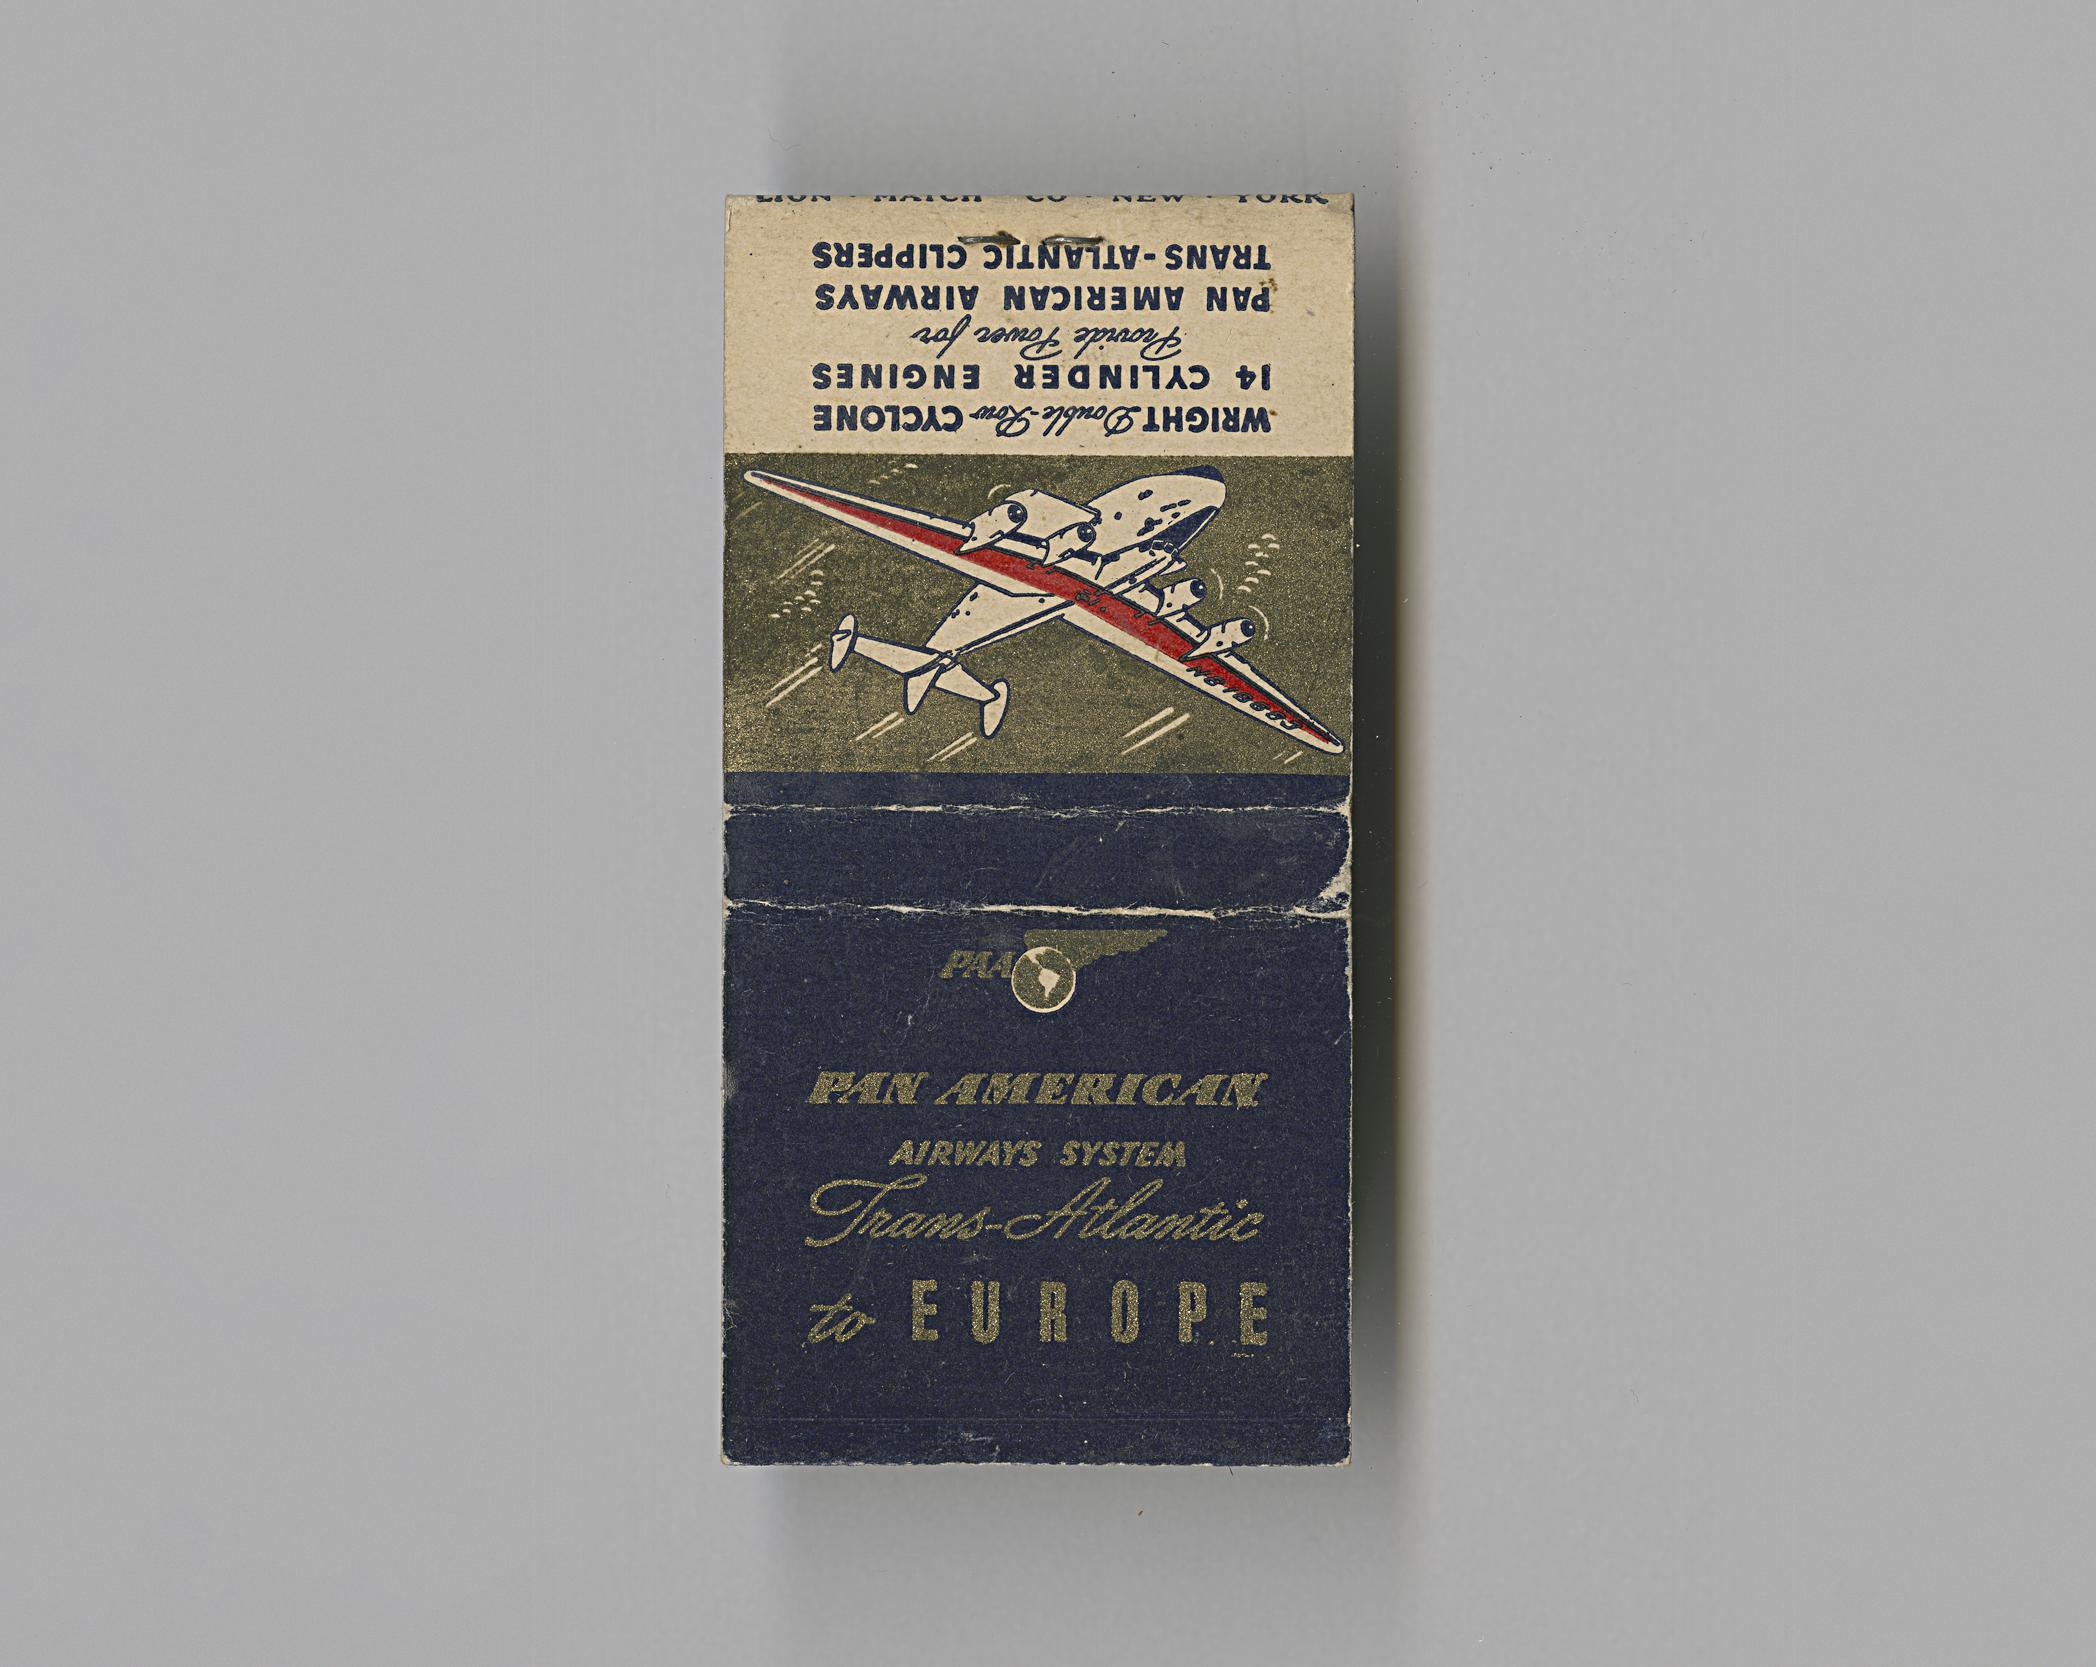 LION · MATCH CO · NEW · YORK
WRIGHT Double-Row CYCLONE
14 CYLINDER ENGINES
Provide Power for
PAN AMERICAN AIRWAYS
TRANS-ATLANTIC CLIPPERS
PAA
PAN AMERICAN
AIRWAYS SYSTEM
Trans-Atlantic
to EUROPE